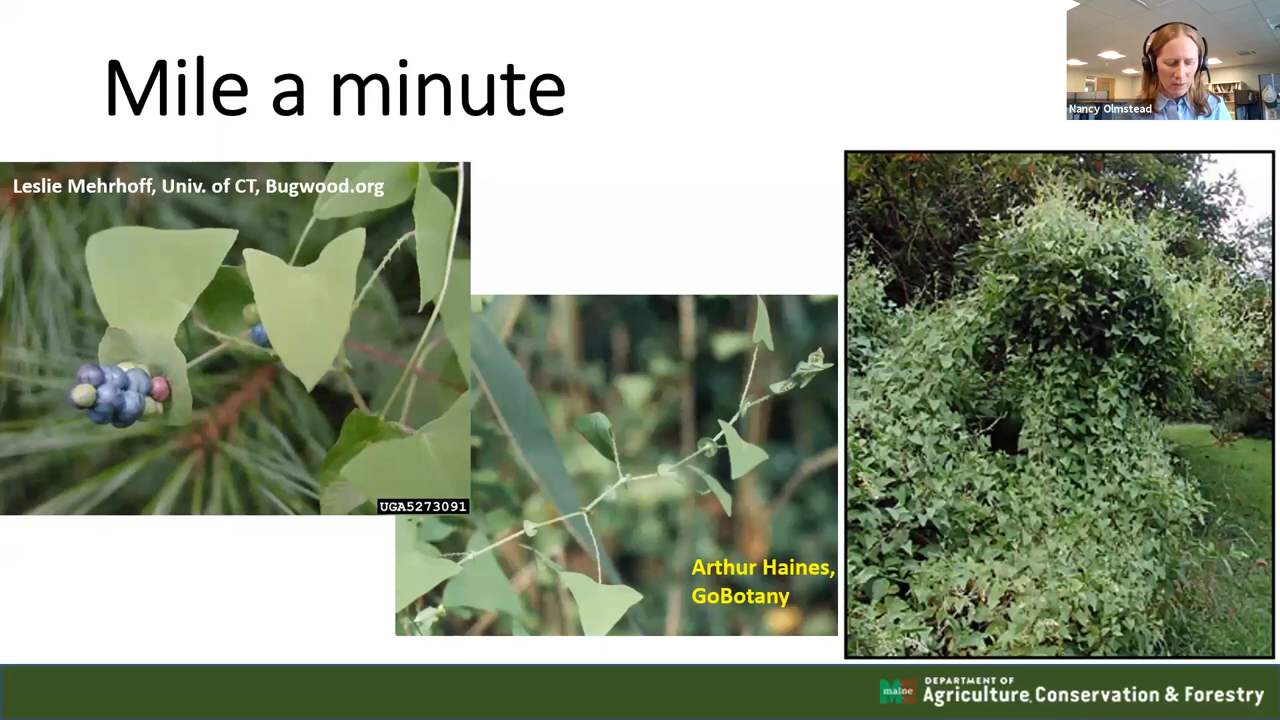 Mile a minute
Nancy Olmstead
Leslie Mehrhoff, Univ. of CT, Bugwood.org
UGA5273091
Arthur Haines,
GoBotany
maine
DEPARTMENT OF
Agriculture, Conservation & Forestry